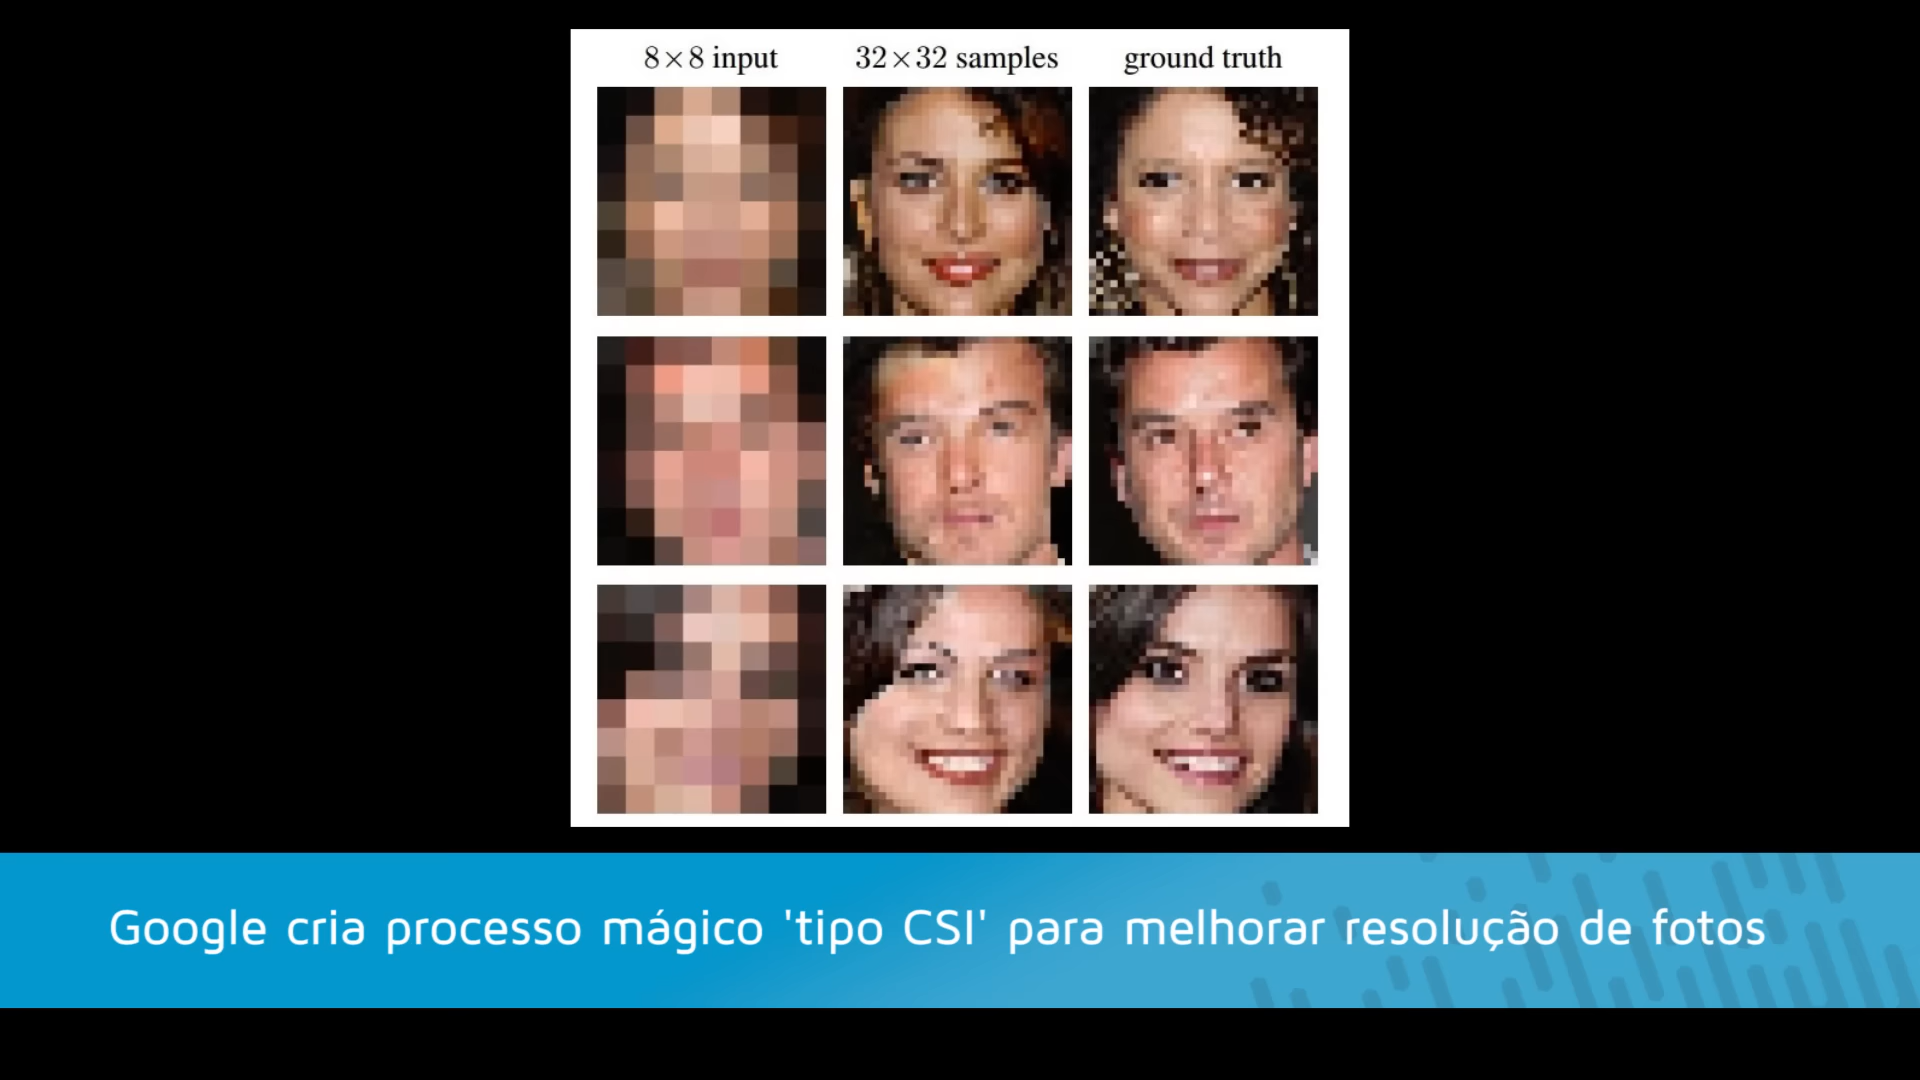 8×8 input 32×32 samples ground truth
Google cria processo mágico 'tipo CSI' para melhorar resolução de fotos